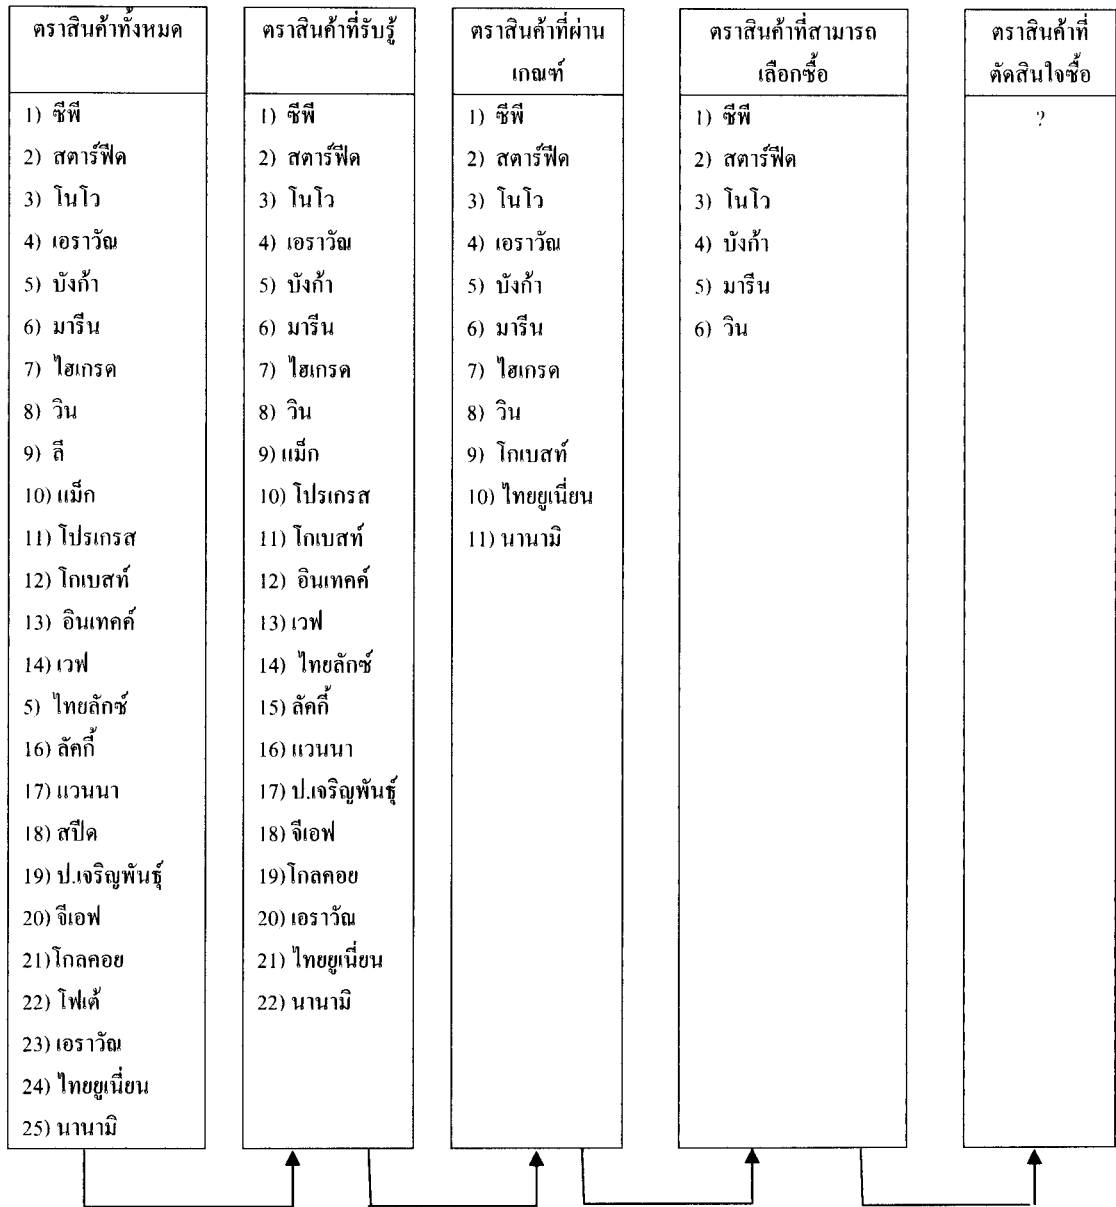 ตราสินค้าทั้งหมด
1) ซีพี
2) สตาร์ฟีด
3) โนโว
4) เอราวัณ
5) บังก้า
6) มารีน
7) ไฮเกรด
8) วิน
9) ลี
10) แม็ก
11) โปรเกรส
12) โกเบสท์
13) อินเทคค์
14) เวฟ
5) ไทยลักซ์
16) ลัคกี้
17) แวนนา
18) สปีด
19) ป.เจริญพันธุ์
20) จีเอฟ
21)โกลคอย
22) โฟเต้
23) เอราวัณ
24) ไทยยูเนี่ยน
25) นานามิ
ตราสินค้าที่รับรู้
1) ซีพี
2) สตาร์ฟีด
3) โนโว
4) เอราวัณ
5) บังก้า
6) มารีน
7) ไฮเกรด
8) วิน
9) แม็ก
10) โปรเกรส
11) โกเบสท์
12) อินเทคค์
13) เวฟ
14) ไทยลักซ์
15) ลัคกี้
16) แวนนา
17) ป.เจริญพันธุ์
18) จีเอฟ
19)โกลคอย
20) เอราวัณ
21) ไทยยูเนี่ยน
22) นานามิ
ตราสินค้าที่ผ่าน
เกณฑ์
1) ซีพี
2) สตาร์ฟีด
3) โนโว
4) เอราวัณ
5) บังก้า
6) มารีน
7) ไฮเกรด
8) วิน
9) โกเบสท์
10) ไทยยูเนี่ยน
11) นานามิ
ตราสินค้าที่สามารถ
เลือกซื้อ
1) ซีพี
2) สตาร์ฟีด
3) โนโว
4) บังก้า
5) มารีน
6) วิน
ตราสินค้าที่
ตัดสินใจซื้อ
?